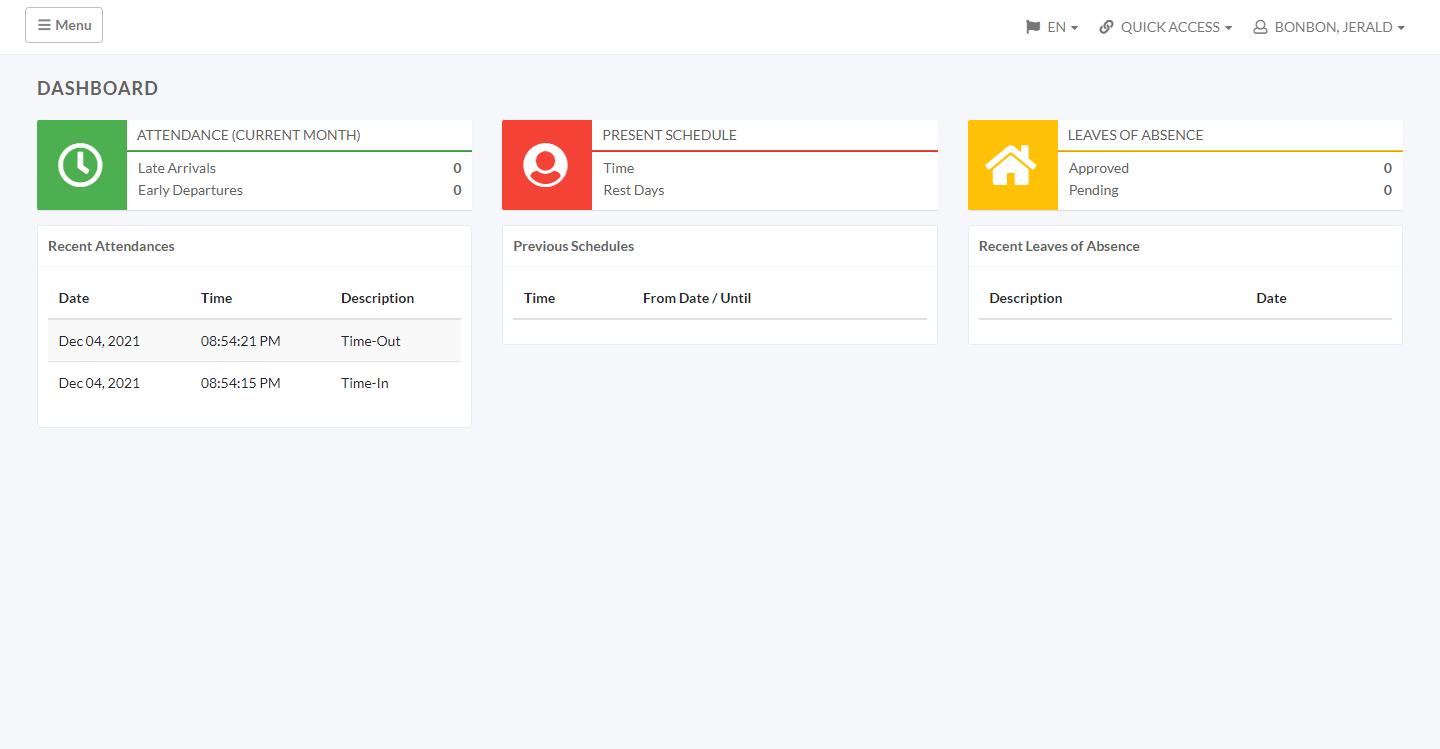 Menu
EN
QUICK ACCESS
BONBON, JERALD
DASHBOARD
ATTENDANCE (CURRENT MONTH)
Late Arrivals 0
Early Departures 0
PRESENT SCHEDULE
Time
Rest Days
LEAVES OF ABSENCE
Approved 0
Pending 0
Recent Attendances
Date Time Description
Dec 04, 2021 08:54:21 PM Time-Out
Dec 04, 2021 08:54:15 PM Time-In
Previous Schedules
Time From Date / Until
Recent Leaves of Absence
Description Date